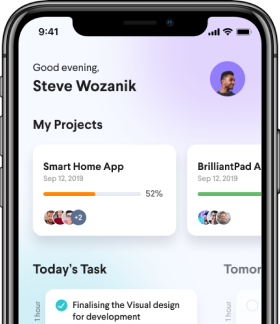 9:41
Good evening,
Steve Wozanik
My Projects
Smart Home App
Sep 12, 2019
52%
+2
BrilliantPad A
Sep 12, 2019
Today's Task
Tomor
1 hour
Finalising the Visual design
for development
1 hour